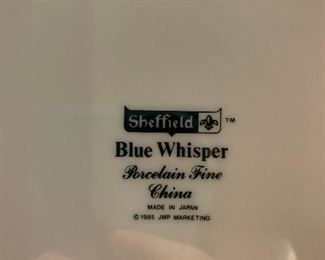 Sheffield TM
Blue Whisper
Porcelain Fine
China
MADE IN JAPAN
© 1985 JMP MARKETING